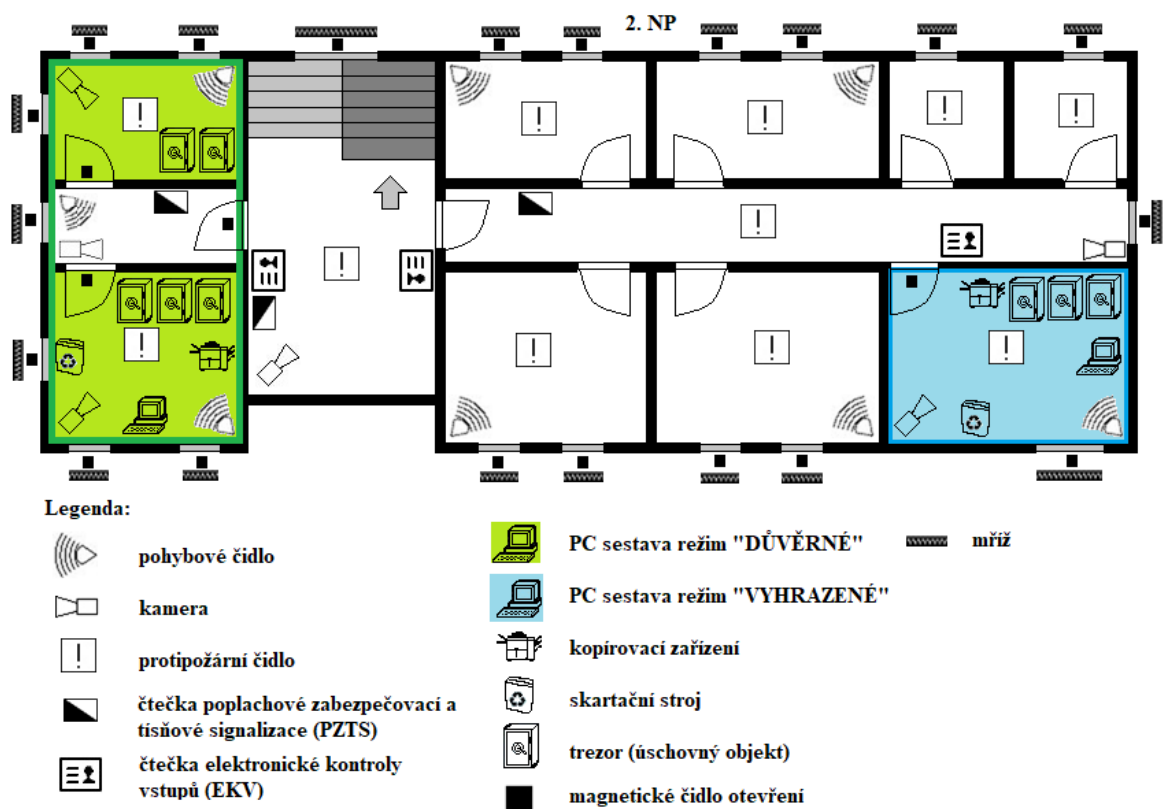 2. NP
Legenda:
pohybové čidlo
kamera
protipožární čidlo
čtečka poplachové zabezpečovací a
tísňové signalizace (PZTS)
čtečka elektronické kontroly
vstupů (EKV)
PC sestava režim "DŮVĚRNÉ"
mříž
PC sestava režim "VYHRAZENÉ"
kopírovací zařízení
skartační stroj
trezor (úschovný objekt)
magnetické čidlo otevření